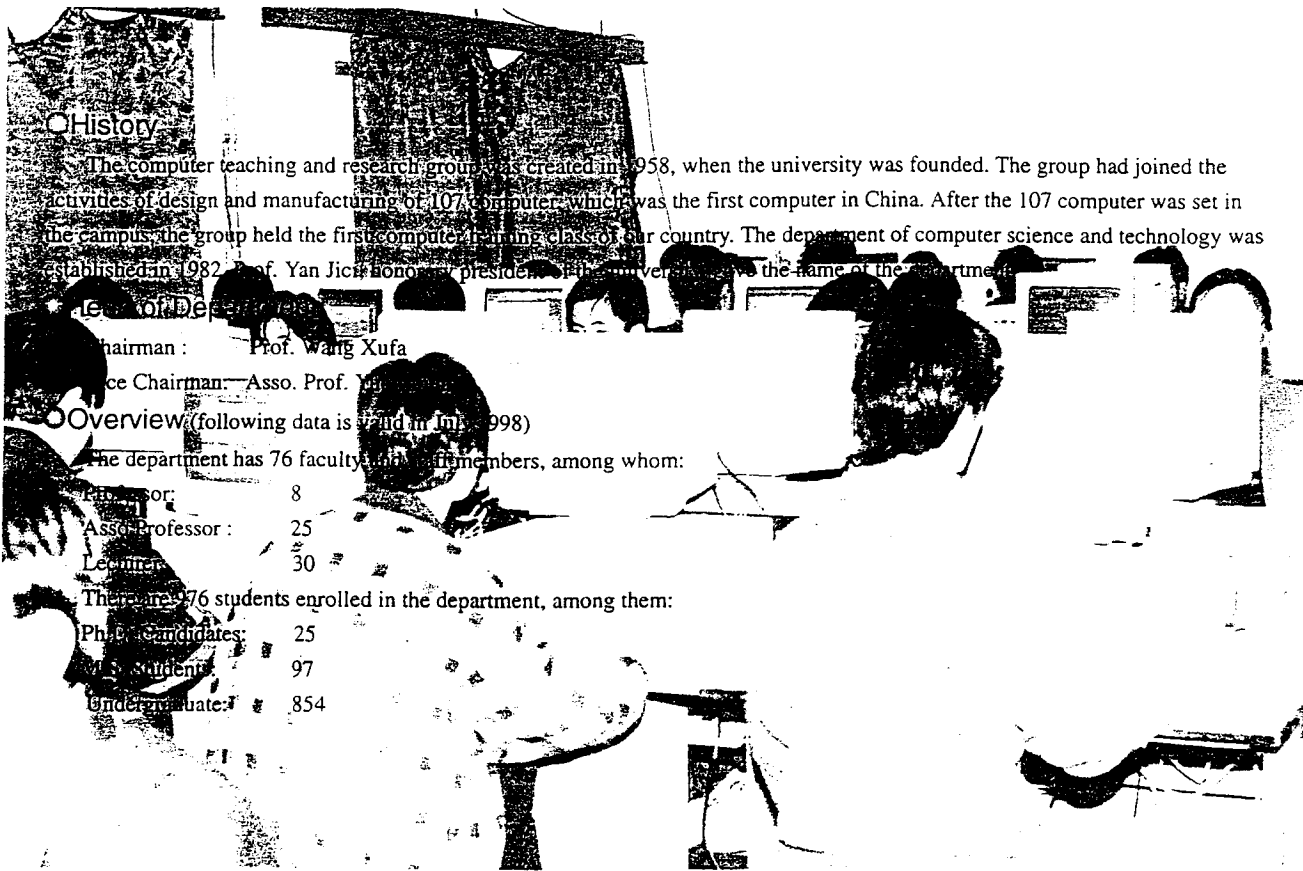 History
The computer teaching and research group was created in 1958, when the university was founded. The group had joined the
activities of design and manufacturing of 107 computer, which was the first computer in China. After the 107 computer was set in
the campus, the group held the first computer training class of our country. The department of computer science and technology was
established in 1982. Prof. Yan Jici, honorary president of the university, gave the name of the department.
Head of Department
Chairman : Prof. Wang Xufa
Vice Chairman: Asso. Prof.
Overview (following data is valid in July 1998)
The department has 76 faculty and staff members, among whom:
Professor: 8
Asso Professor : 25
Lecturer: 30
There are 976 students enrolled in the department, among them:
Ph.D. Candidates: 25
Students: 97
Undergraduate: 854